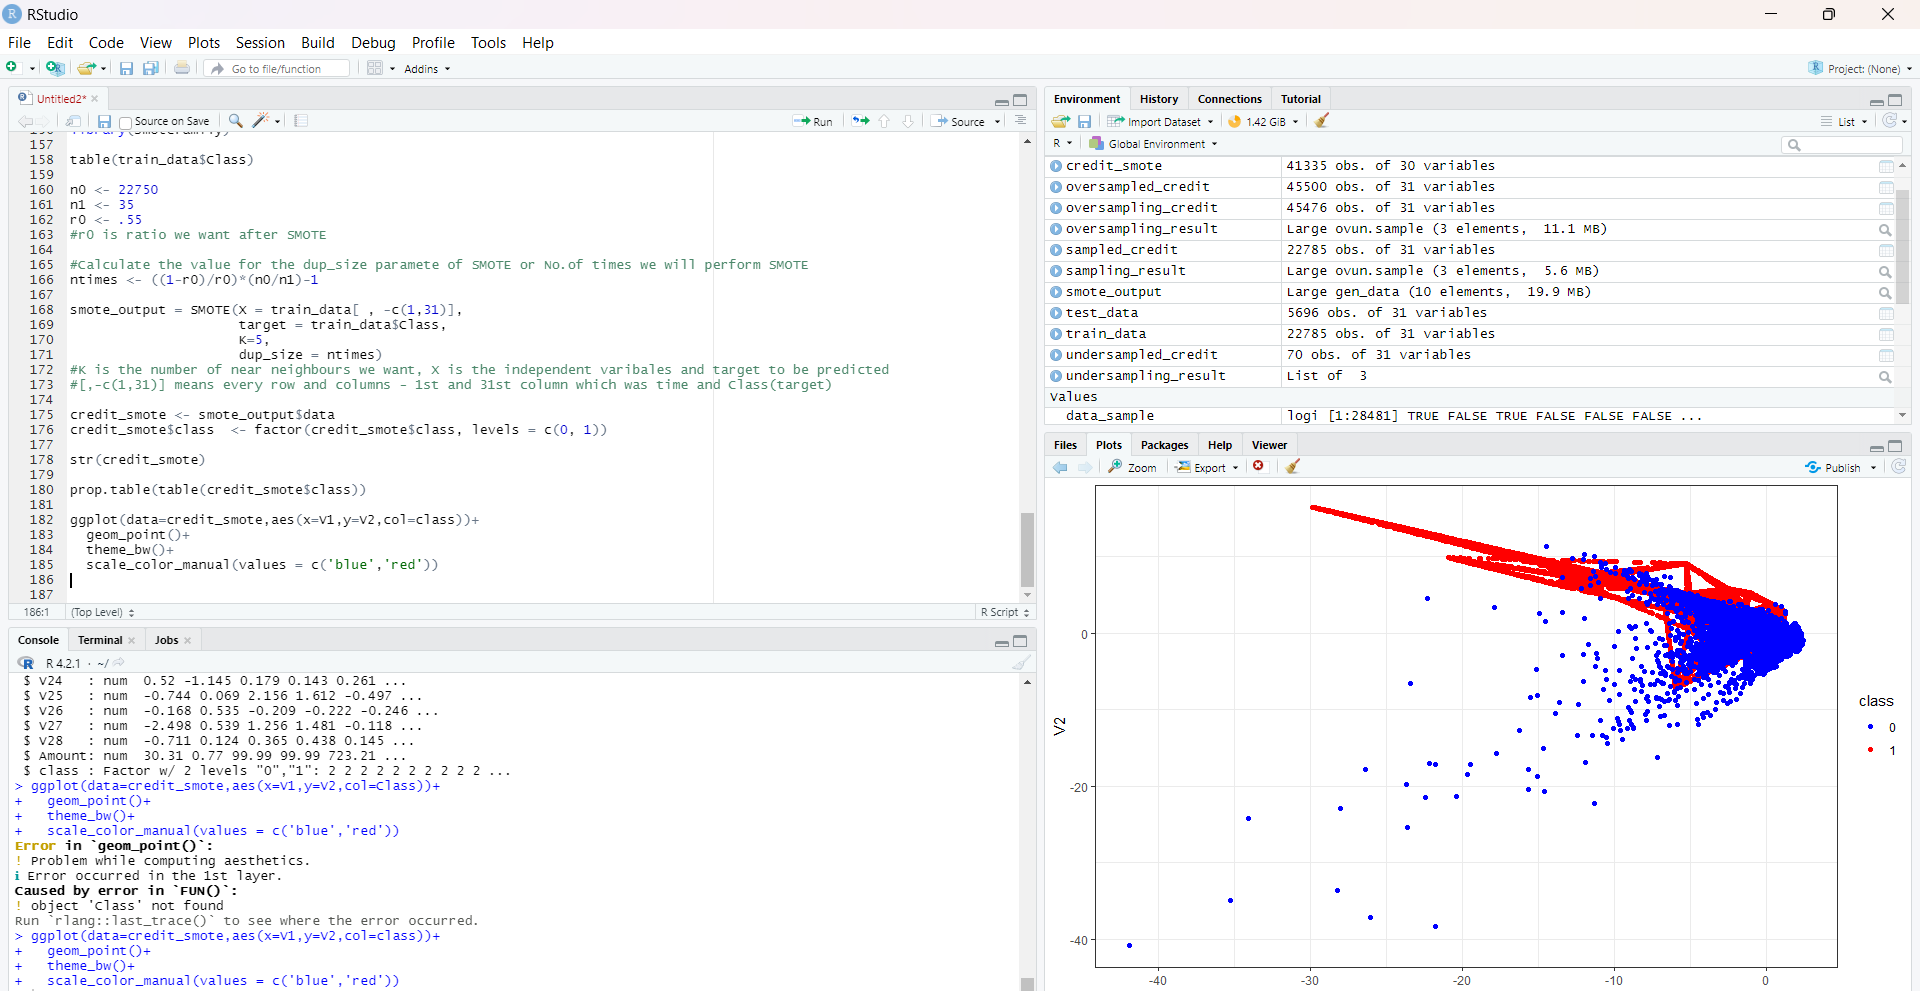 RStudio
File Edit Code View Plots Session Build Debug Profile Tools Help
Go to file/function Addins Project: (None)
Untitled2*
Source on Save Run Source
157
158 table(train_data$Class)
159
160 n0 <- 22750
161 n1 <- 35
162 r0 <- .55
163 #r0 is ratio we want after SMOTE
164
165 #Calculate the value for the dup_size paramete of SMOTE or No.of times we will perform SMOTE
166 ntimes <- ((1-r0)/r0)*(n0/n1)-1
167
168 smote_output = SMOTE(X = train_data[ , -c(1,31)],
169 target = train_data$Class,
170 K=5,
171 dup_size = ntimes)
172 #K is the number of near neighbours we want, X is the independent varibales and target to be predicted
173 #[,-c(1,31)] means every row and columns - 1st and 31st column which was time and Class(target)
174
175 credit_smote <- smote_output$data
176 credit_smote$class <- factor(credit_smote$class, levels = c(0, 1))
177
178 str(credit_smote)
179
180 prop.table(table(credit_smote$class))
181
182 ggplot(data=credit_smote,aes(x=V1,y=V2,col=class))+
183 geom_point()+
184 theme_bw()+
185 scale_color_manual(values = c('blue','red'))
186
187
186:1 (Top Level) R Script
Console Terminal Jobs
R 4.2.1 · ~/
$ V24 : num 0.52 -1.145 0.179 0.143 0.261 ...
$ V25 : num -0.744 0.069 2.156 1.612 -0.497 ...
$ V26 : num -0.168 0.535 -0.209 -0.222 -0.246 ...
$ V27 : num -2.498 0.539 1.256 1.481 -0.118 ...
$ V28 : num -0.711 0.124 0.365 0.438 0.145 ...
$ Amount: num 30.31 0.77 99.99 99.99 723.21 ...
$ class : Factor w/ 2 levels "0","1": 2 2 2 2 2 2 2 2 2 2 ...
> ggplot(data=credit_smote,aes(x=V1,y=V2,col=Class))+
+ geom_point()+
+ theme_bw()+
+ scale_color_manual(values = c('blue','red'))
Error in `geom_point()`:
! Problem while computing aesthetics.
i Error occurred in the 1st layer.
Caused by error in `FUN()`:
! object 'Class' not found
Run `rlang::last_trace()` to see where the error occurred.
> ggplot(data=credit_smote,aes(x=V1,y=V2,col=class))+
+ geom_point()+
+ theme_bw()+
+ scale_color_manual(values = c('blue','red'))
Environment History Connections Tutorial
Import Dataset 1.42 GiB List
R Global Environment
credit_smote 41335 obs. of 30 variables
oversampled_credit 45500 obs. of 31 variables
oversampling_credit 45476 obs. of 31 variables
oversampling_result Large ovun.sample (3 elements, 11.1 MB)
sampled_credit 22785 obs. of 31 variables
sampling_result Large ovun.sample (3 elements, 5.6 MB)
smote_output Large gen_data (10 elements, 19.9 MB)
test_data 5696 obs. of 31 variables
train_data 22785 obs. of 31 variables
undersampled_credit 70 obs. of 31 variables
undersampling_result List of 3
Values
data_sample logi [1:28481] TRUE FALSE TRUE FALSE FALSE FALSE ...
Files Plots Packages Help Viewer
Zoom Export Publish
0
-20
-40
V2
-40 -30 -20 -10 0
class
0
1